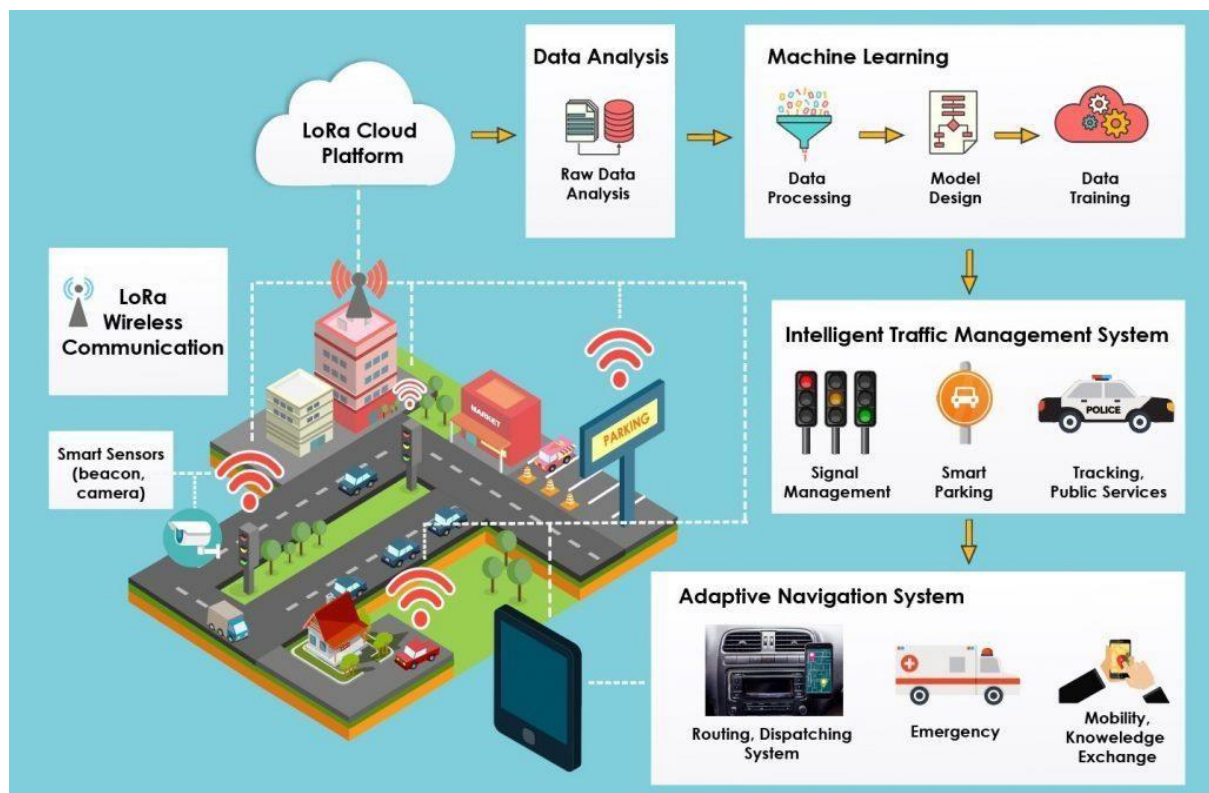 LoRa Cloud
Platform
Data Analysis
Raw Data
Analysis
Machine Learning
Data
Processing
Model
Design
Data
Training
LoRa
Wireless
Communication
Smart Sensors
(beacon,
camera)
MARKET
PARKING
Intelligent Traffic Management System
Signal
Management
Smart
Parking
POLICE
Tracking,
Public Services
Adaptive Navigation System
Routing, Dispatching
System
Emergency
Mobility,
Knoweledge
Exchange